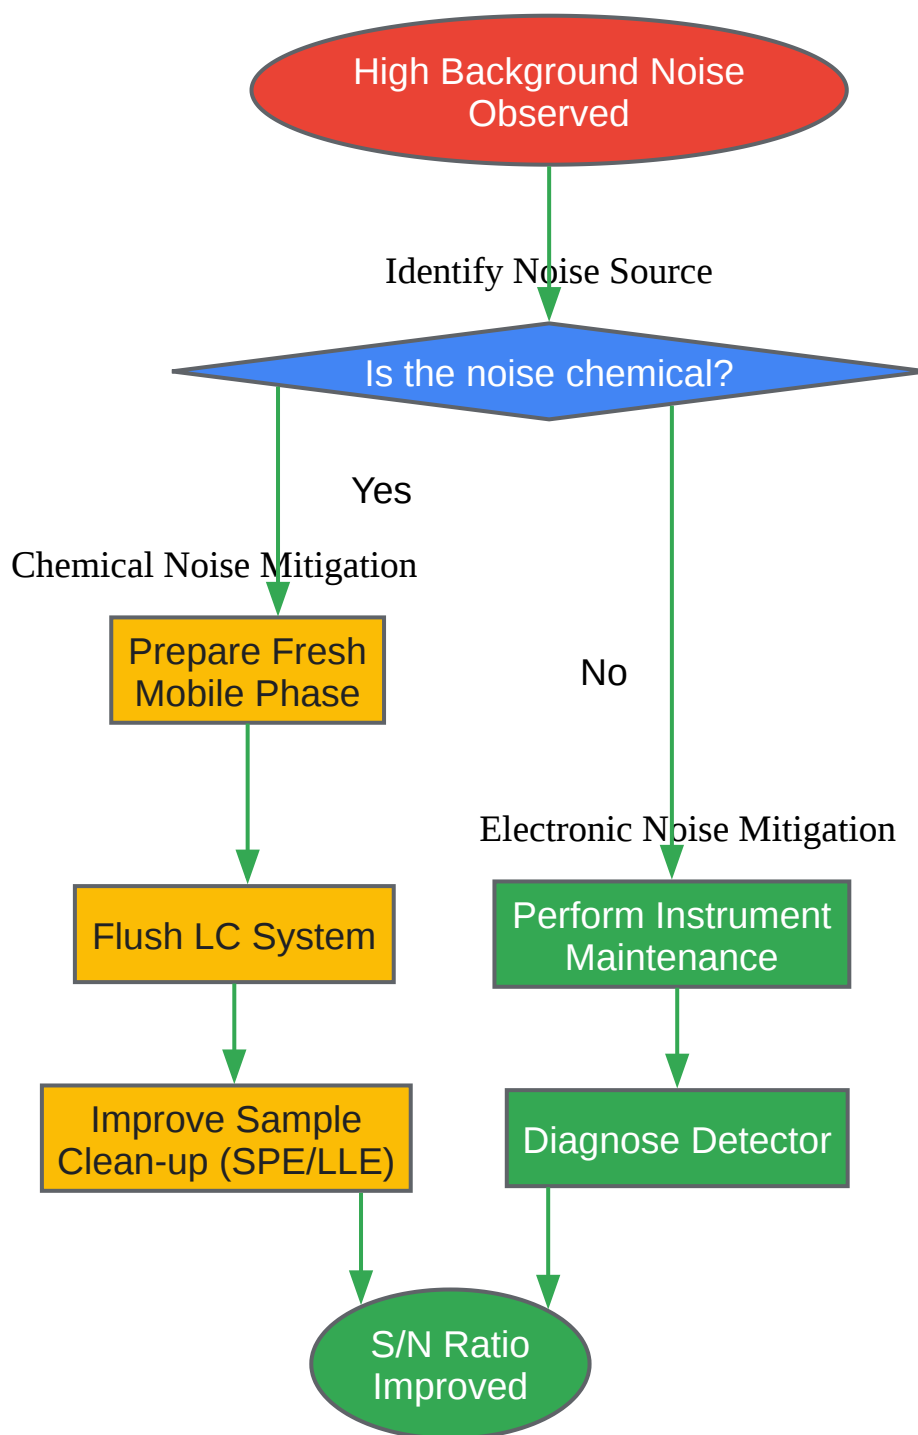 High Background Noise
Observed
Identify Noise Source
Is the noise chemical?
Yes
Chemical Noise Mitigation
Prepare Fresh
Mobile Phase
No
Electronic Noise Mitigation
Flush LC System
Perform Instrument
Maintenance
Improve Sample
Clean-up (SPE/LLE)
Diagnose Detector
S/N Ratio
Improved